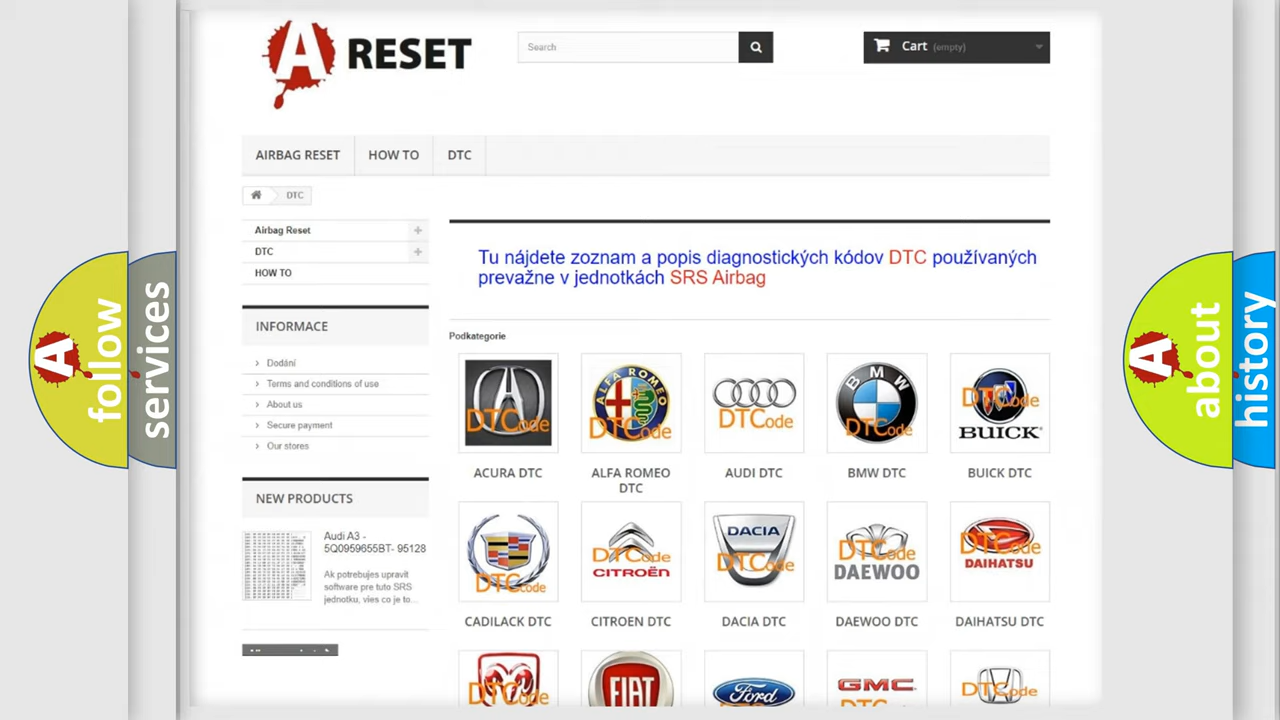 A RESET
Search
Cart (empty)
AIRBAG RESET
HOW TO
DTC
DTC
Airbag Reset
DTC
HOW TO
Tu nájdete zoznam a popis diagnostických kódov DTC používaných
prevažne v jednotkách SRS Airbag
INFORMACE
Dodání
Terms and conditions of use
About us
Secure payment
Our stores
NEW PRODUCTS
Audi A3 -
5Q0959655BT- 95128
Ak potrebujes upravit
software pre tuto SRS
jednotku, vies co je to...
Podkategorie
DTCode
ALFA ROMEO
DTCode
DTCode
BMW
DTCode
DTCode
BUICK
ACURA DTC
ALFA ROMEO
DTC
AUDI DTC
BMW DTC
BUICK DTC
DTCode
DTCode
CITROËN
DACIA
DTCode
DTCode
DAEWOO
DTCode
DAIHATSU
CADILACK DTC
CITROEN DTC
DACIA DTC
DAEWOO DTC
DAIHATSU DTC
DTCode
FIAT
Ford
GMC
DTCode
A follow
services
A about
history